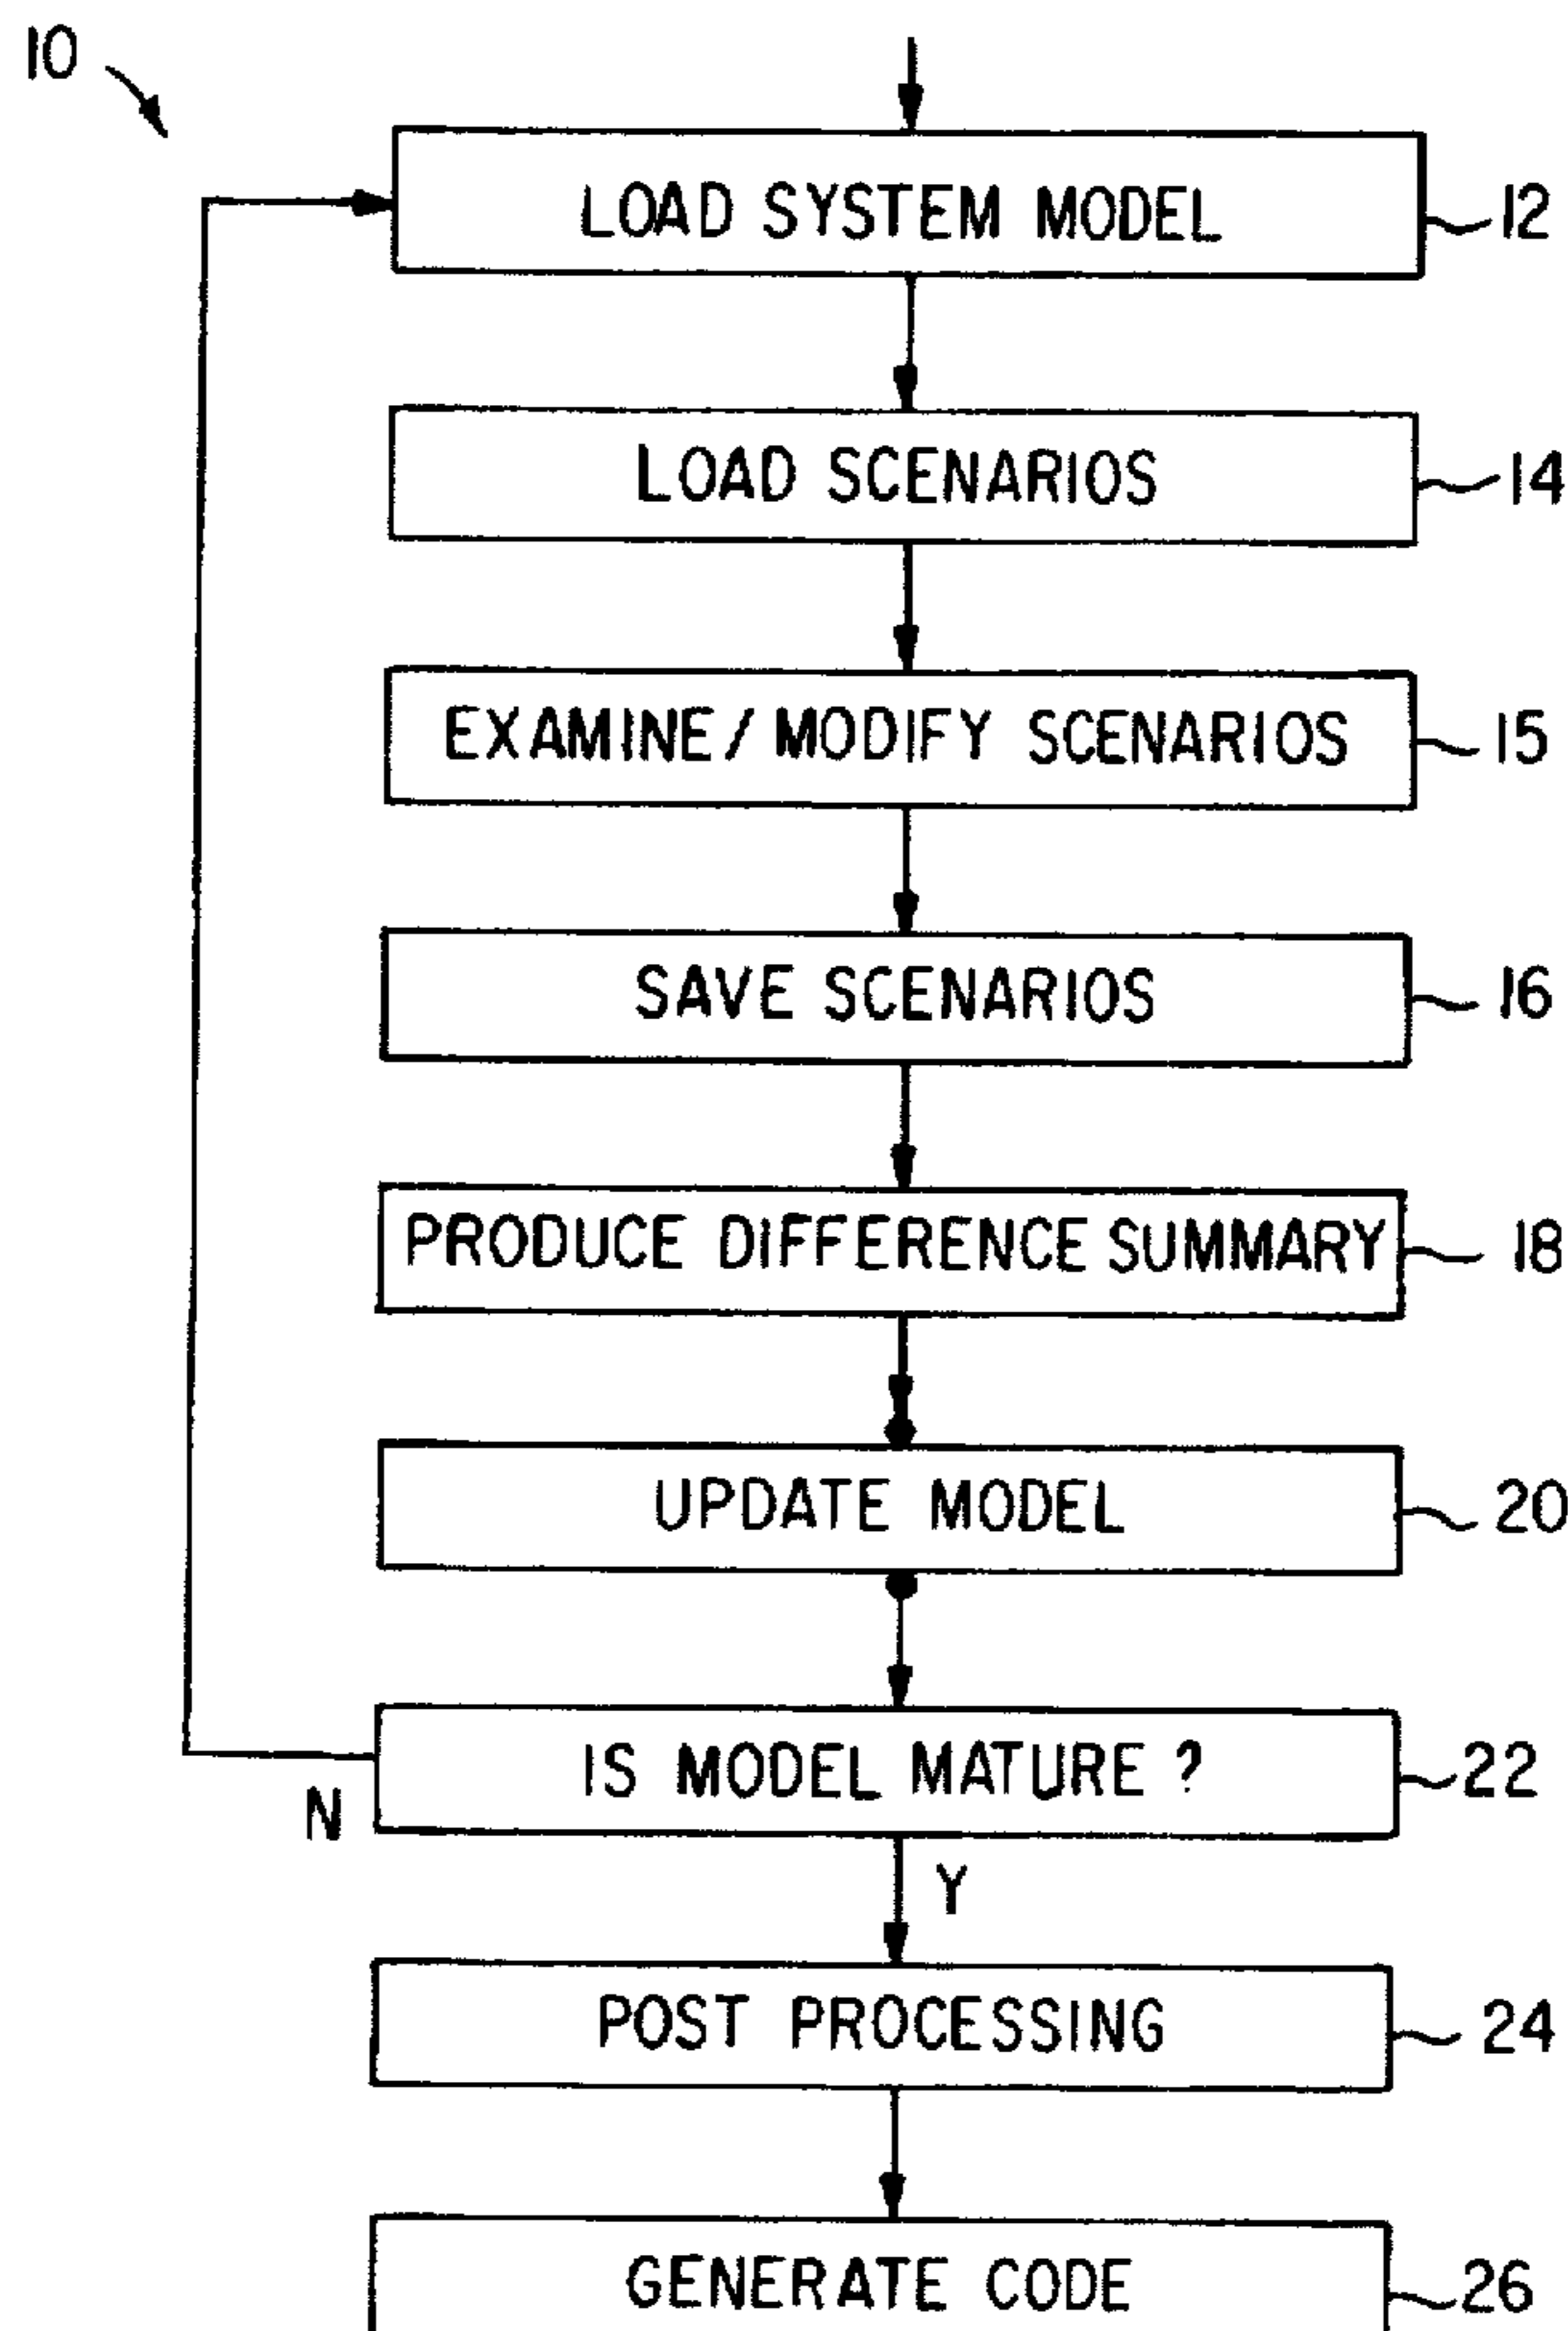 10
LOAD SYSTEM MODEL 12
LOAD SCENARIOS 14
EXAMINE/MODIFY SCENARIOS 15
SAVE SCENARIOS 16
PRODUCE DIFFERENCE SUMMARY 18
UPDATE MODEL 20
IS MODEL MATURE ? 22
N
Y
POST PROCESSING 24
GENERATE CODE 26